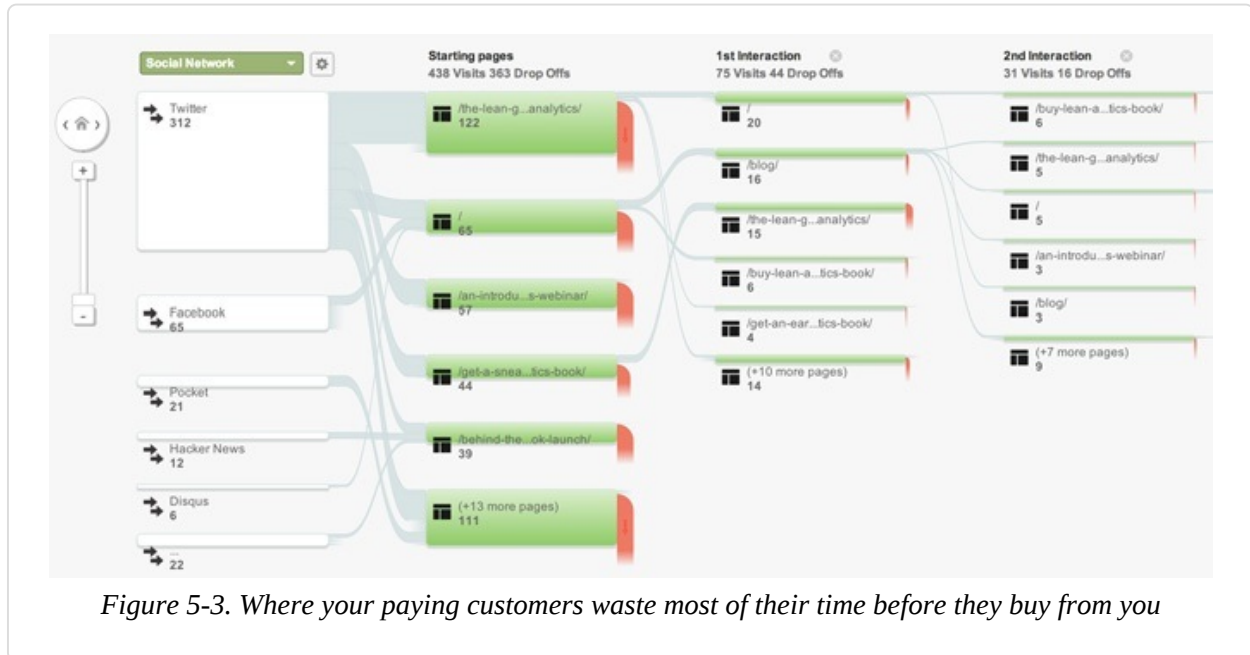 Social Network
Twitter
312
Facebook
65
Pocket
21
Hacker News
12
Disqus
6
...
22
Starting pages
438 Visits 363 Drop Offs
/the-lean-g...analytics/
122
/
65
/an-introdu...s-webinar/
57
/get-a-snea...tics-book/
44
/behind-the...ok-launch/
39
(+13 more pages)
111
1st Interaction
75 Visits 44 Drop Offs
/
20
/blog/
16
/the-lean-g...analytics/
15
/buy-lean-a...tics-book/
6
/get-an-ear...tics-book/
4
(+10 more pages)
14
2nd Interaction
31 Visits 16 Drop Offs
/buy-lean-a...tics-book/
6
/the-lean-g...analytics/
5
/
5
/an-introdu...s-webinar/
3
/blog/
3
(+7 more pages)
9
Figure 5-3. Where your paying customers waste most of their time before they buy from you